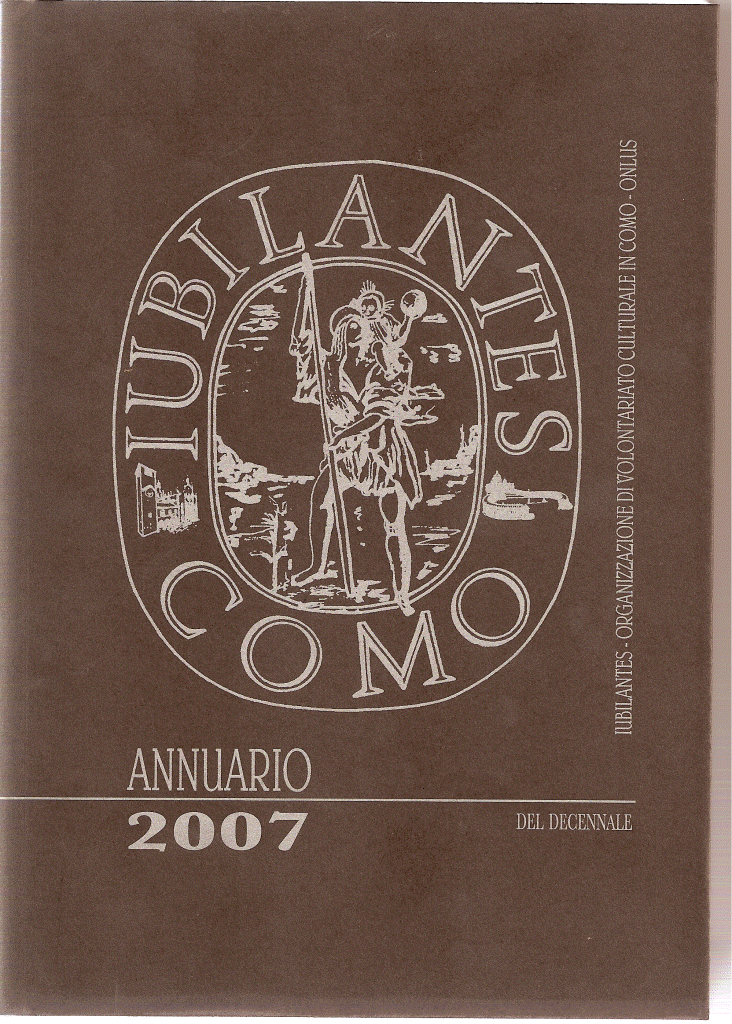 IUBILANTES
COMO
IUBILANTES - ORGANIZZAZIONE DI VOLONTARIATO CULTURALE IN COMO - ONLUS
ANNUARIO
2007
DEL DECENNALE